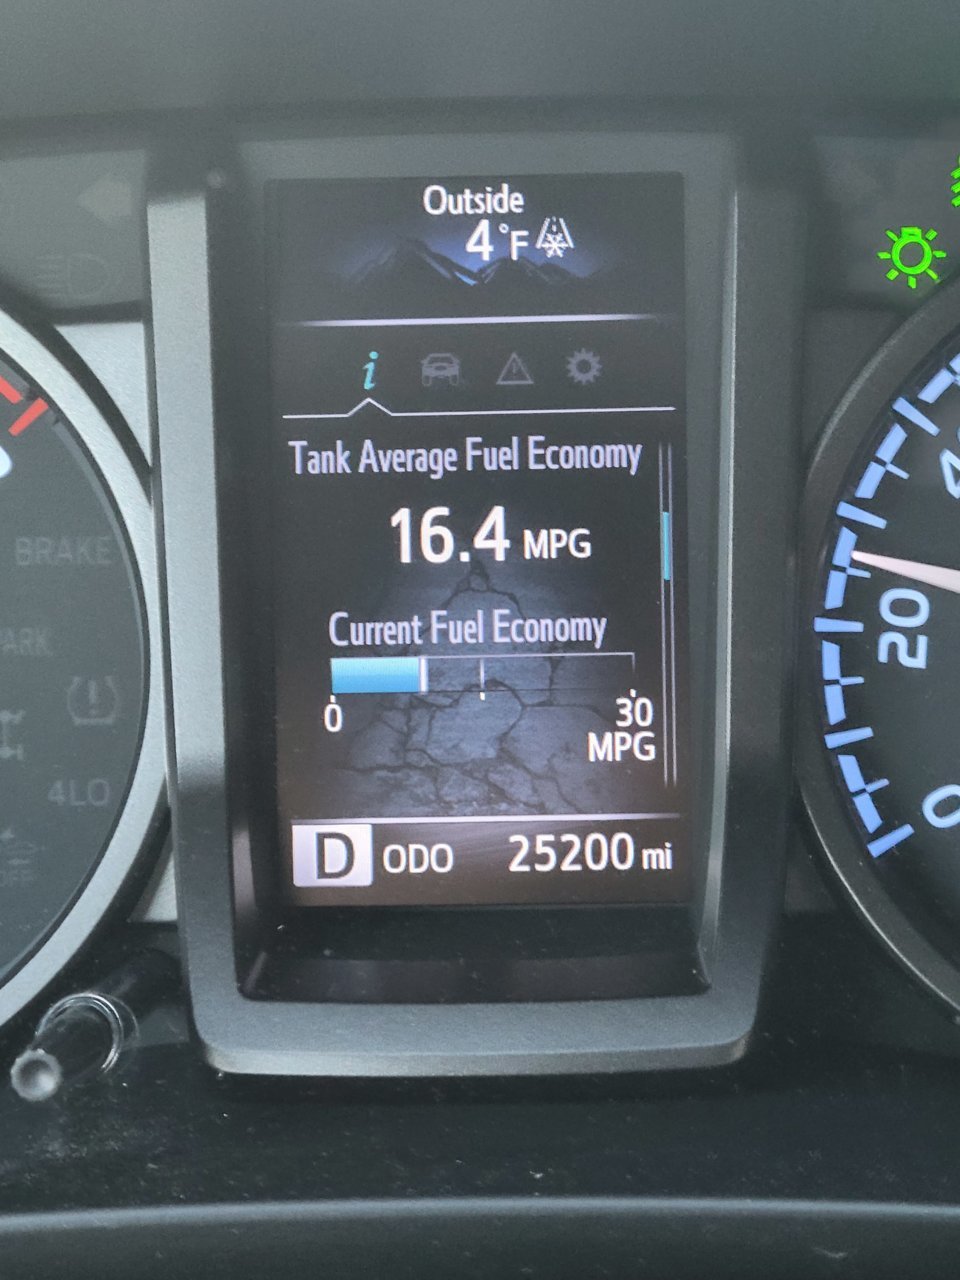 Outside
4°F
i
Tank Average Fuel Economy
16.4 MPG
Current Fuel Economy
0 30
MPG
D ODO 25200 mi
BRAKE
4LO
OFF
20
0